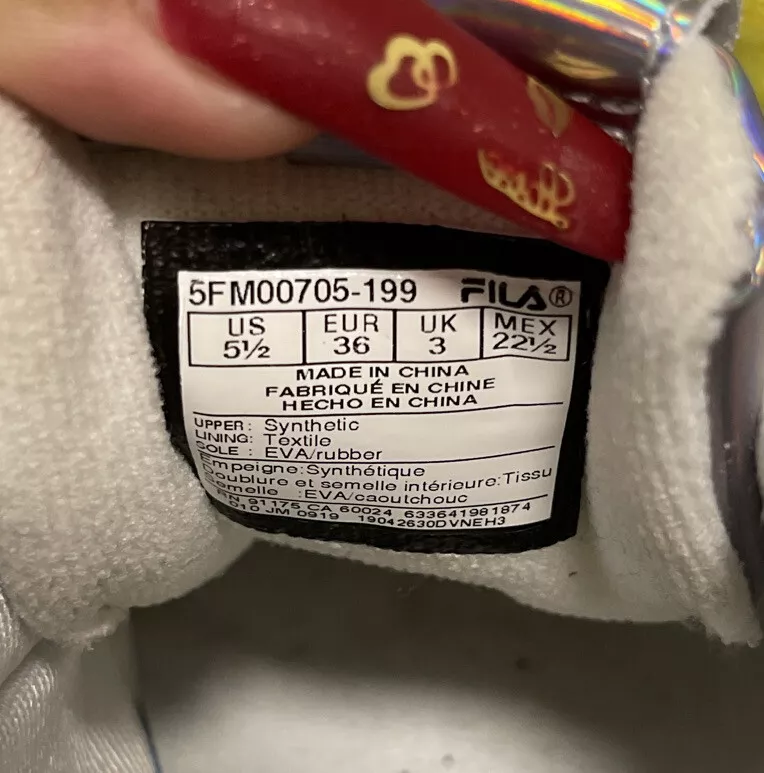 5FM00705-199 FILA®
US EUR UK MEX
5½ 36 3 22½
MADE IN CHINA
FABRIQUÉ EN CHINE
HECHO EN CHINA
UPPER: Synthetic
LINING: Textile
SOLE : EVA/rubber
Empeigne:Synthétique
Doublure et semelle intérieure:Tissu
Semelle :EVA/caoutchouc
RN 91175 CA 60024 633641981874
010 JM 0919 19042630DVNEH3